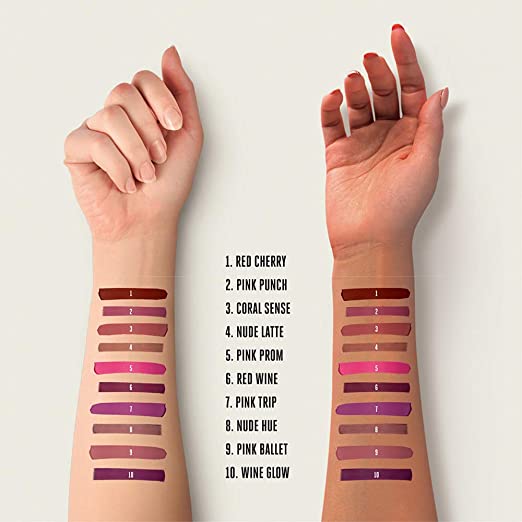 1. RED CHERRY
2. PINK PUNCH
3. CORAL SENSE
4. NUDE LATTE
5. PINK PROM
6. RED WINE
7. PINK TRIP
8. NUDE HUE
9. PINK BALLET
10. WINE GLOW
1
2
3
4
5
6
7
8
9
10
1
2
3
4
5
6
7
8
9
10